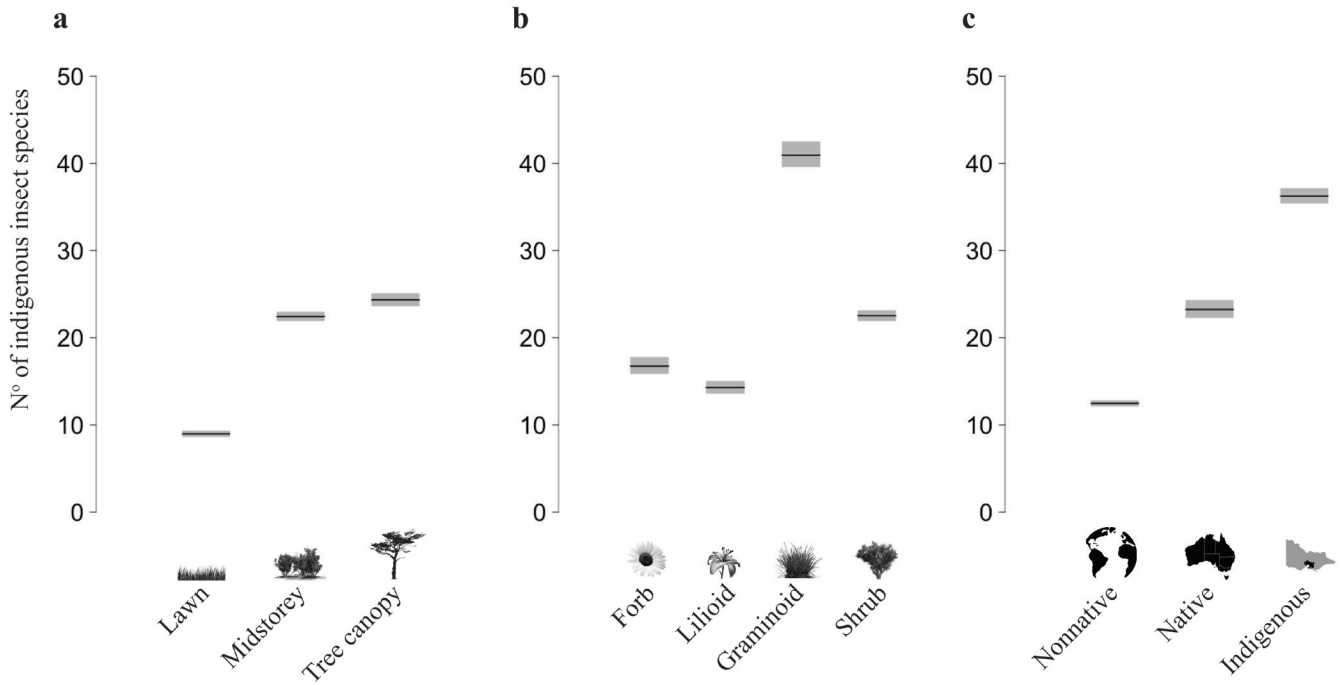 a
b
c
Nº of indigenous insect species
50
40
30
20
10
0
Lawn
Midstorey
Tree canopy
50
40
30
20
10
0
Forb
Lilioid
Graminoid
Shrub
50
40
30
20
10
0
Nonnative
Native
Indigenous